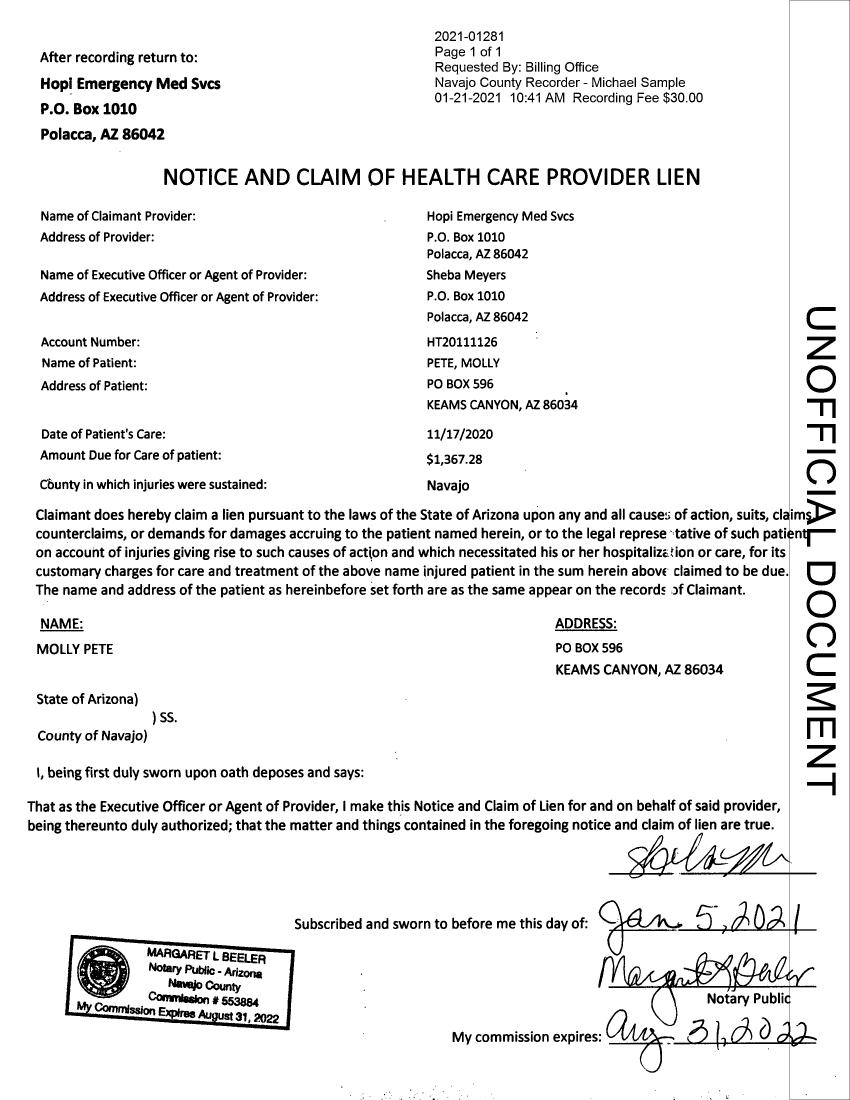 2021-01281
Page 1 of 1
Requested By: Billing Office
Navajo County Recorder - Michael Sample
01-21-2021 10:41 AM Recording Fee $30.00
After recording return to:
Hopi Emergency Med Svcs
P.O. Box 1010
Polacca, AZ 86042
NOTICE AND CLAIM OF HEALTH CARE PROVIDER LIEN
Name of Claimant Provider: Hopi Emergency Med Svcs
Address of Provider: P.O. Box 1010
Polacca, AZ 86042
Name of Executive Officer or Agent of Provider: Sheba Meyers
Address of Executive Officer or Agent of Provider: P.O. Box 1010
Polacca, AZ 86042
Account Number: HT20111126
Name of Patient: PETE, MOLLY
Address of Patient: PO BOX 596
KEAMS CANYON, AZ 86034
Date of Patient's Care: 11/17/2020
Amount Due for Care of patient: $1,367.28
County in which injuries were sustained: Navajo
Claimant does hereby claim a lien pursuant to the laws of the State of Arizona upon any and all causes of action, suits, claims
counterclaims, or demands for damages accruing to the patient named herein, or to the legal represe tative of such patient
on account of injuries giving rise to such causes of action and which necessitated his or her hospitalization or care, for its
customary charges for care and treatment of the above name injured patient in the sum herein above claimed to be due.
The name and address of the patient as hereinbefore set forth are as the same appear on the records of Claimant.
NAME: ADDRESS:
MOLLY PETE PO BOX 596
KEAMS CANYON, AZ 86034
State of Arizona)
) SS.
County of Navajo)
I, being first duly sworn upon oath deposes and says:
That as the Executive Officer or Agent of Provider, I make this Notice and Claim of Lien for and on behalf of said provider,
being thereunto duly authorized; that the matter and things contained in the foregoing notice and claim of lien are true.
Subscribed and sworn to before me this day of: Jan. 5, 2021
Margaret L Beeler
Notary Public
My commission expires: Aug 31, 2022
MARGARET L BEELER
Notary Public - Arizona
Navajo County
Commission # 553884
My Commission Expires August 31, 2022
UNOFFICIAL DOCUMENT